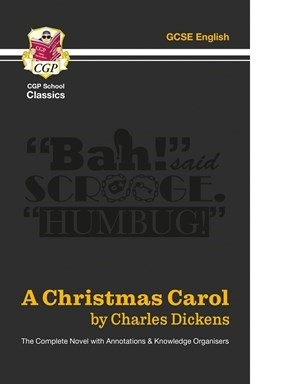 GCSE English
CGP
CGP School
Classics
"Bah!" said
SCROOGE.
"HUMBUG!"
A Christmas Carol
by Charles Dickens
The Complete Novel with Annotations & Knowledge Organisers